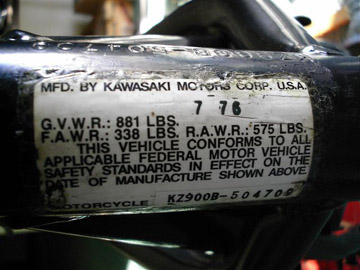 MFD. BY KAWASAKI MOTORS CORP. U.S.A.
7 76
G.V.W.R.: 881 LBS.
F.A.W.R.: 338 LBS. R.A.W.R.: 575 LBS.
THIS VEHICLE CONFORMS TO ALL
APPLICABLE FEDERAL MOTOR VEHICLE
SAFETY STANDARDS IN EFFECT ON THE
DATE OF MANUFACTURE SHOWN ABOVE.
MOTORCYCLE KZ900B-504709